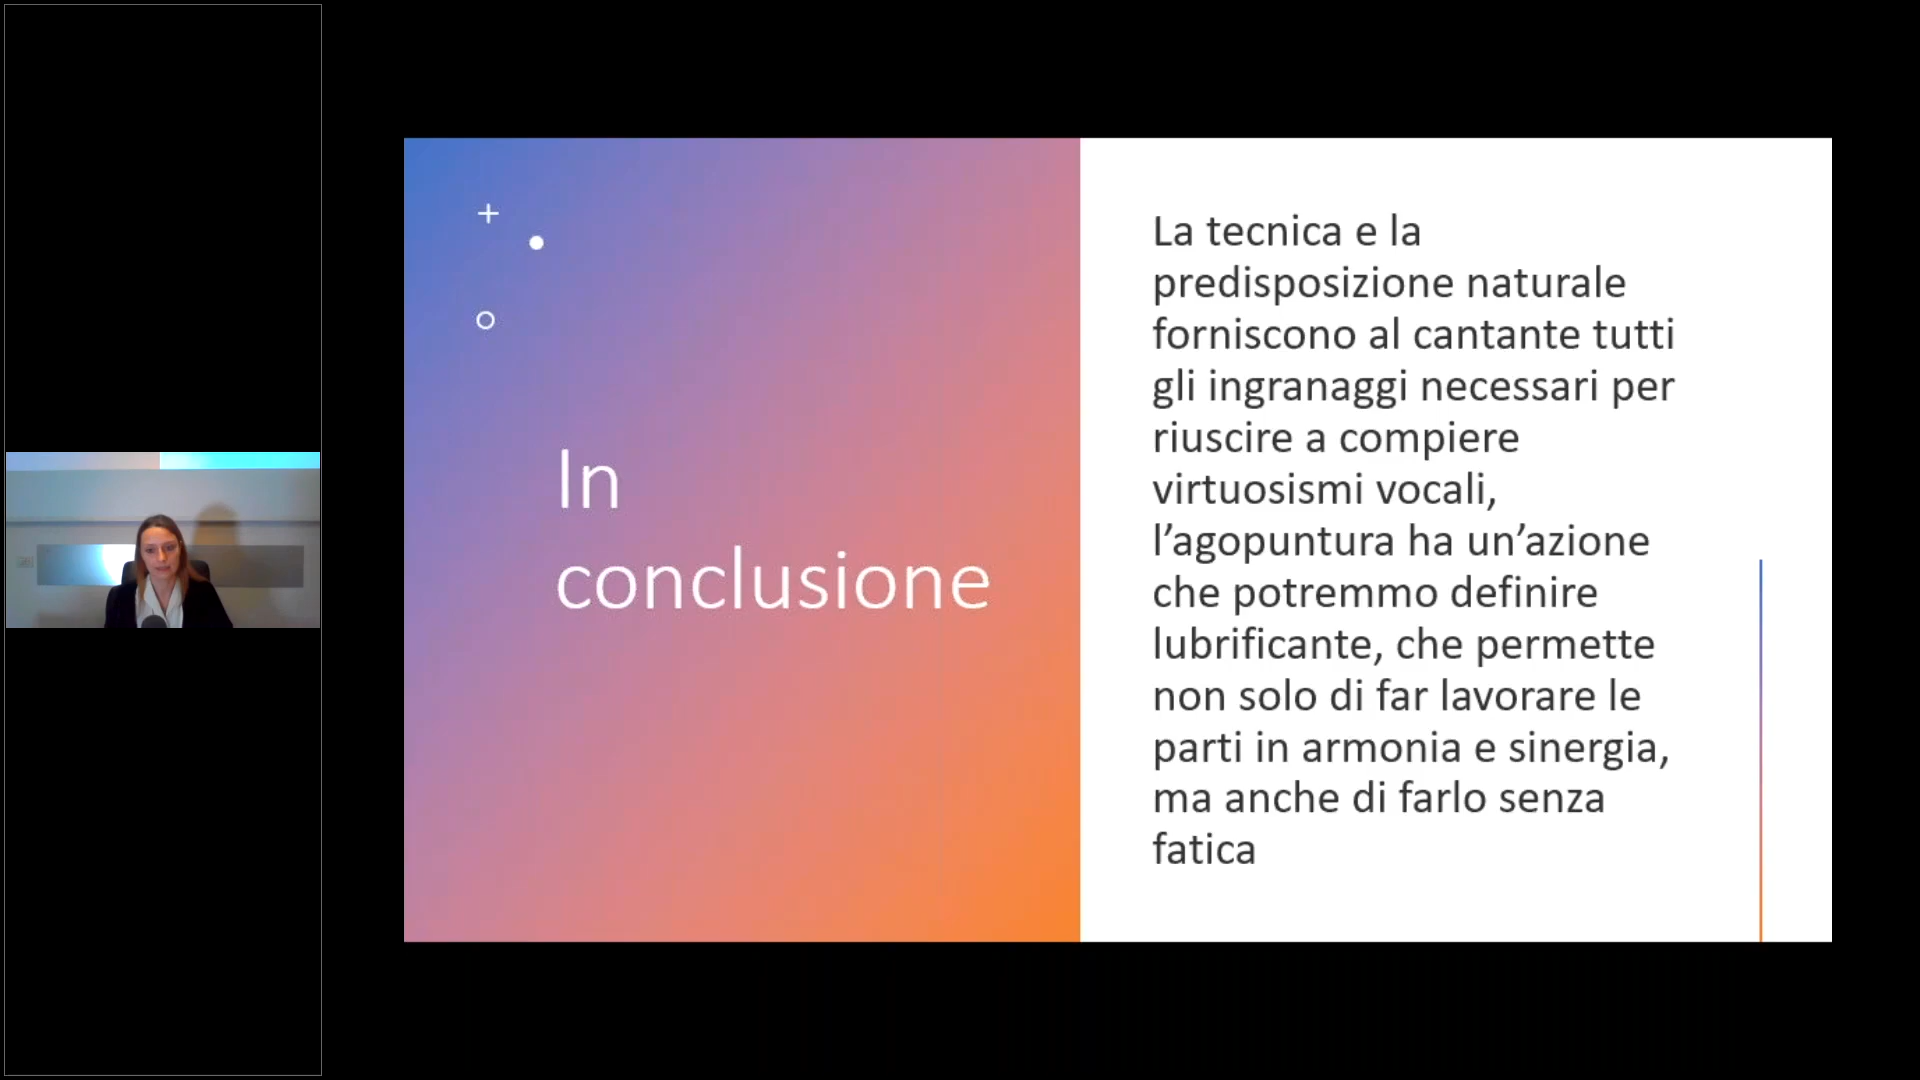 In
conclusione
La tecnica e la
predisposizione naturale
forniscono al cantante tutti
gli ingranaggi necessari per
riuscire a compiere
virtuosismi vocali,
l’agopuntura ha un’azione
che potremmo definire
lubrificante, che permette
non solo di far lavorare le
parti in armonia e sinergia,
ma anche di farlo senza
fatica